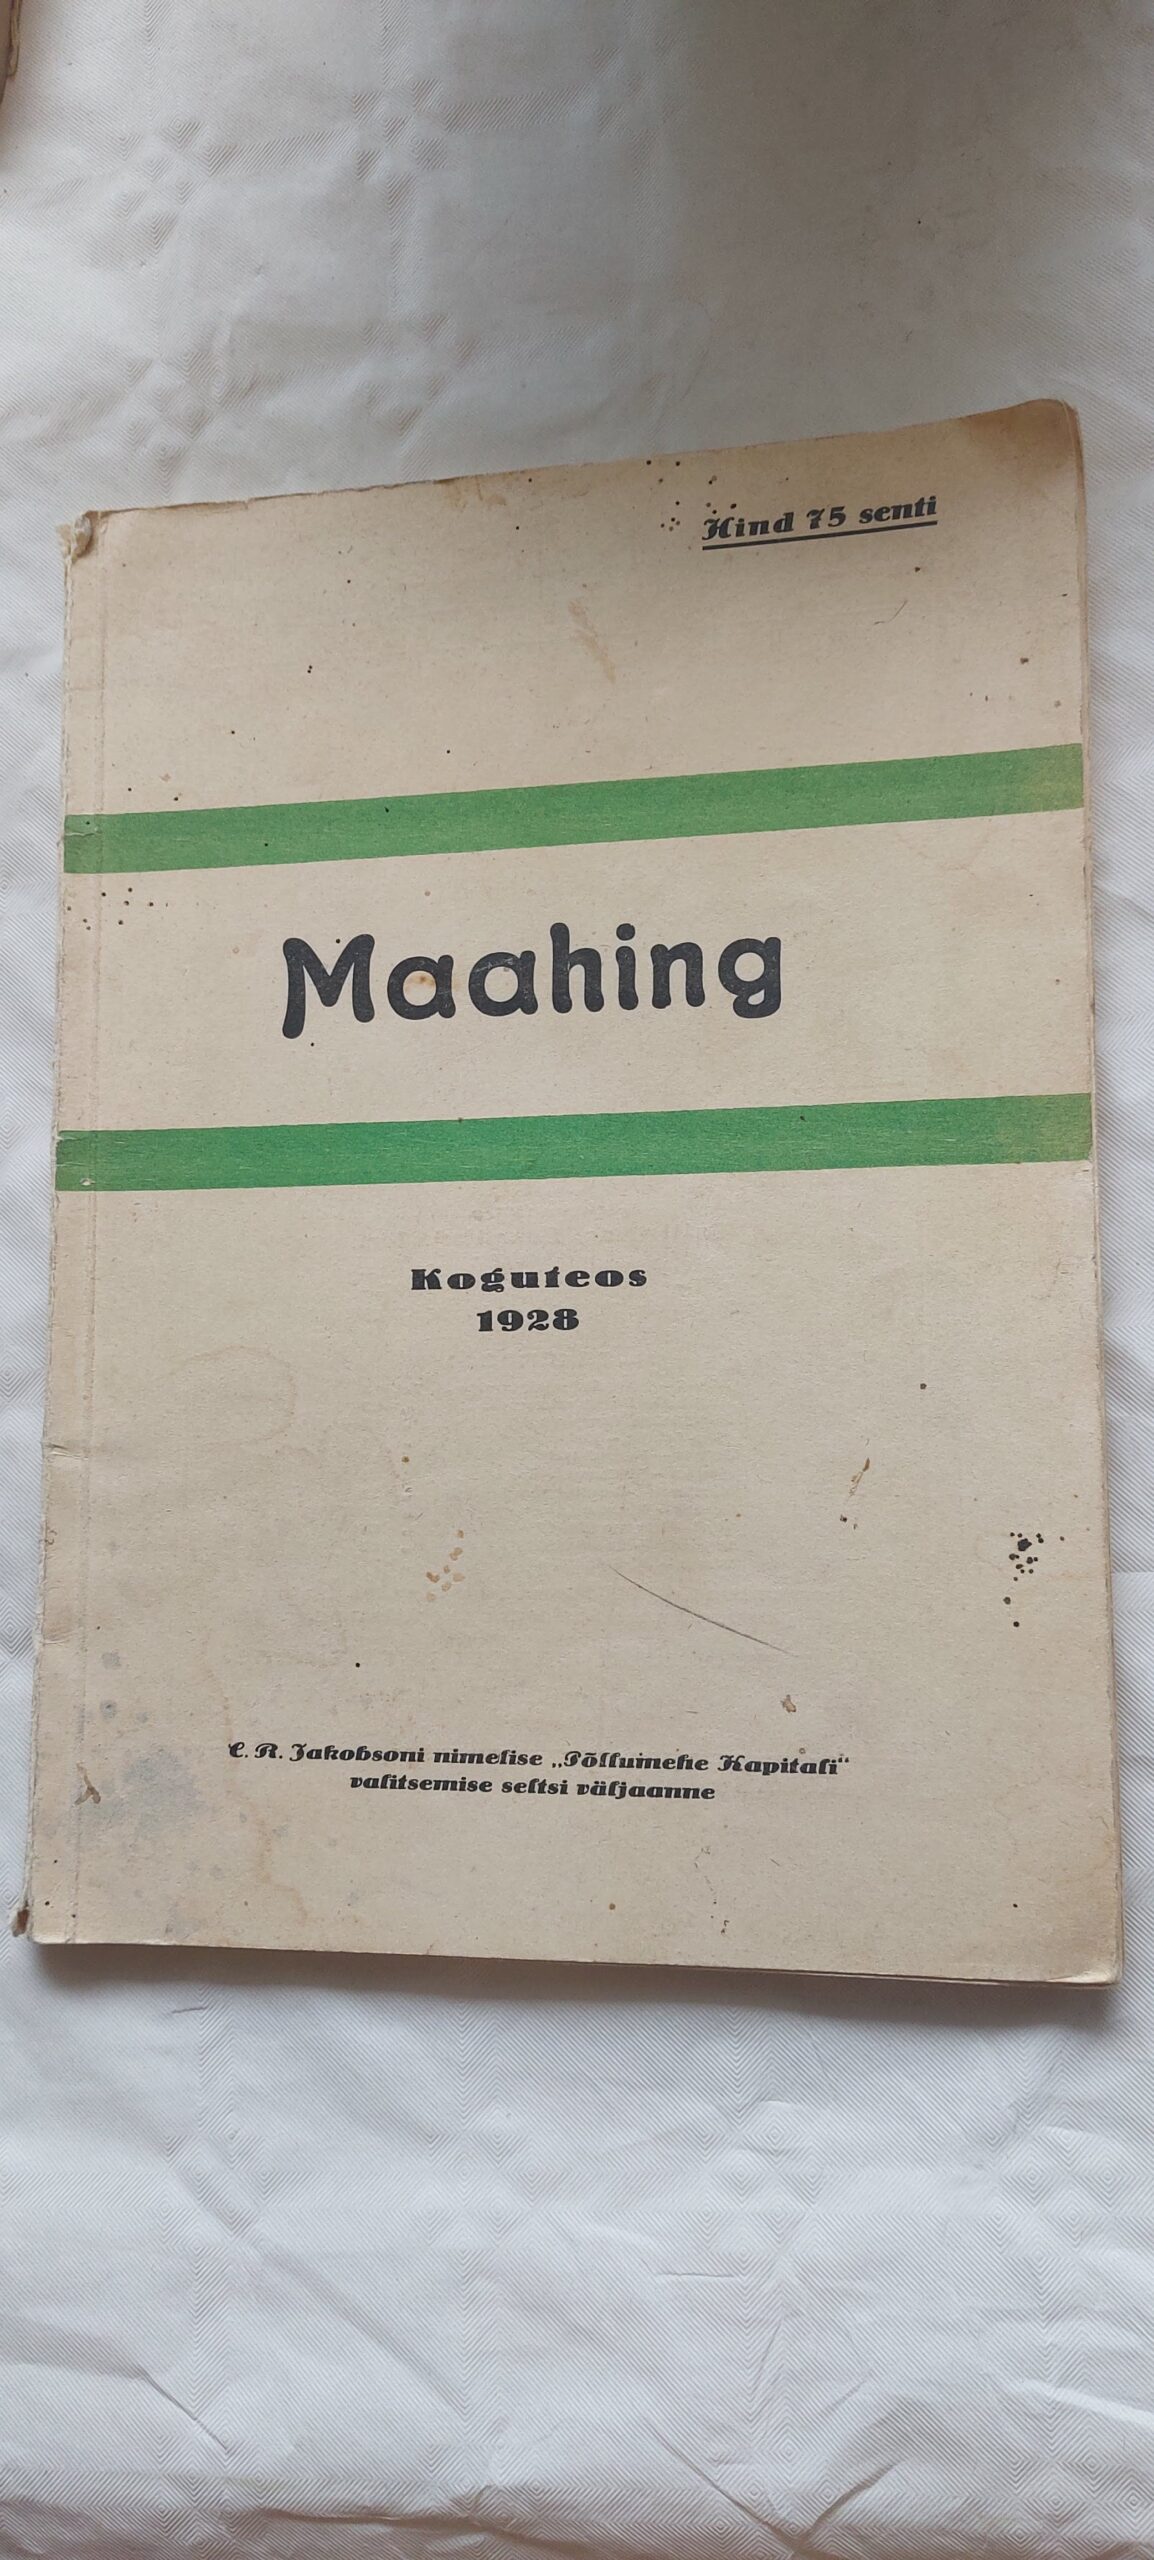 Hind 75 senti
Maahing
Koguteos
1928
C. R. Jakobsoni nimelise „Põllumehe Kapitali“
valitsemise seltsi väljaanne